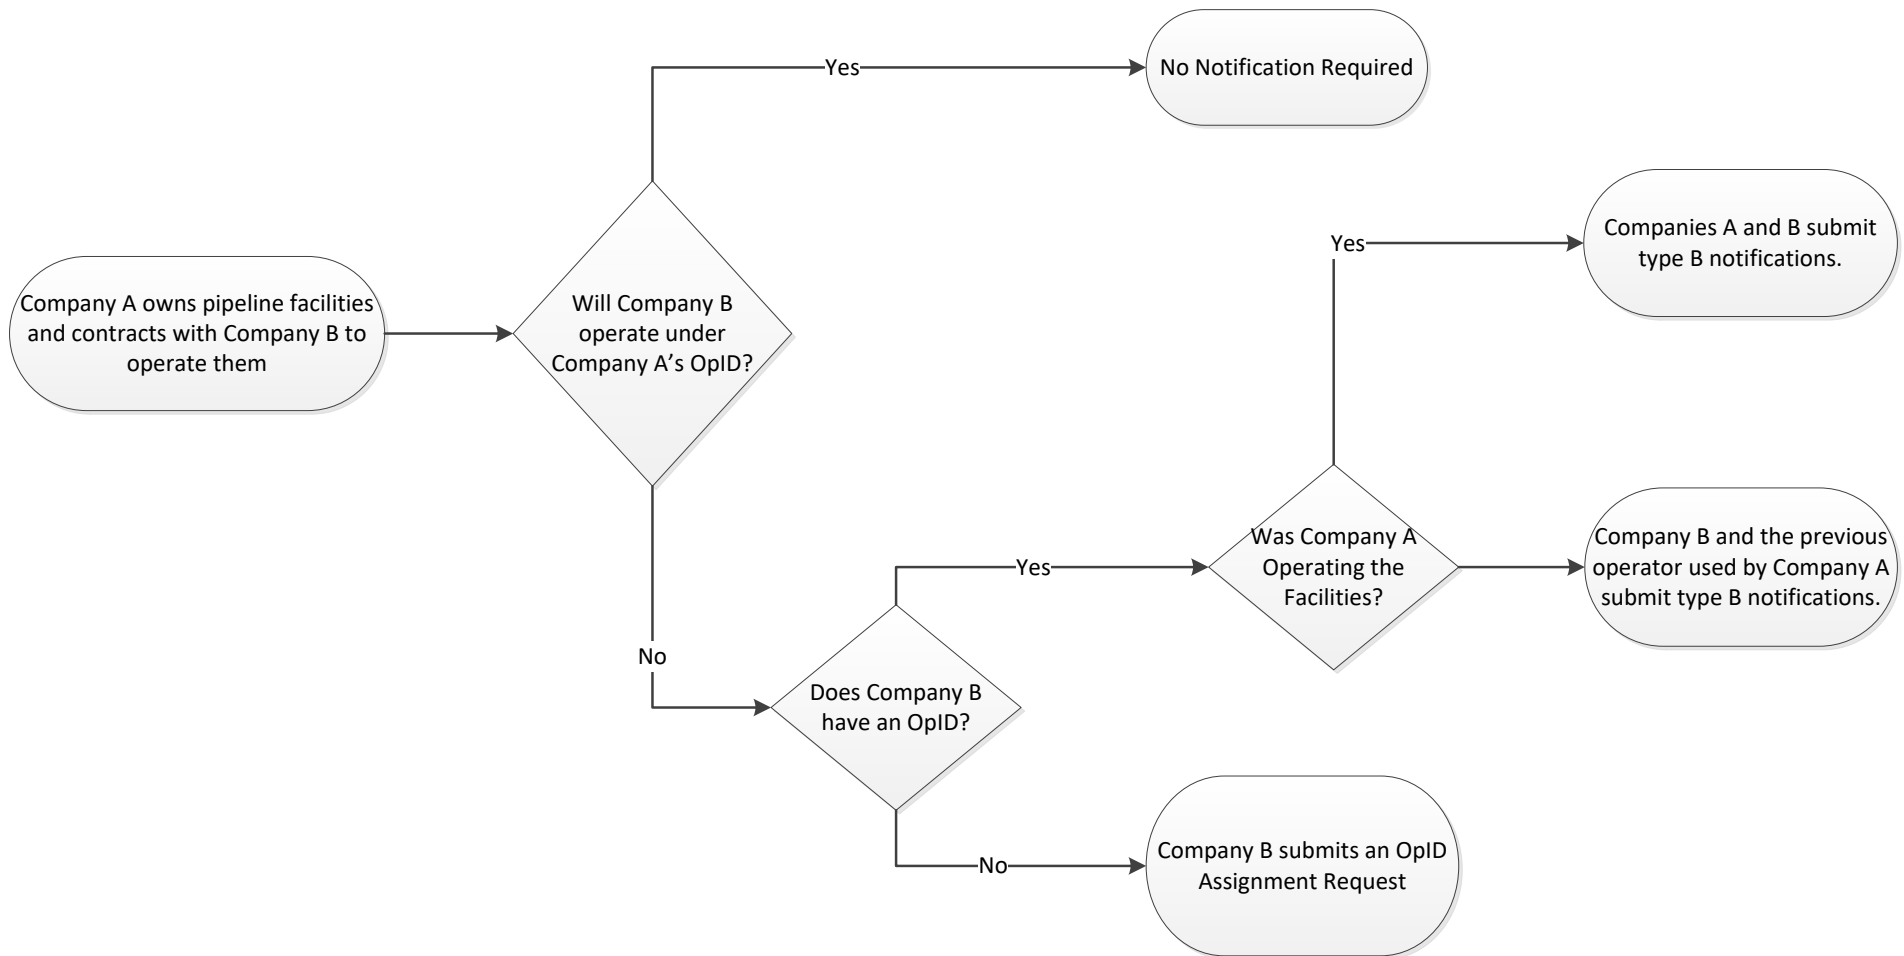 Yes
No Notification Required
Companies A and B submit
type B notifications.
Yes
Company A owns pipeline facilities
and contracts with Company B to
operate them
Will Company B
operate under
Company A's OpID?
Was Company A
Operating the
Facilities?
Company B and the previous
operator used by Company A
submit type B notifications.
Yes
No
Does Company B
have an OpID?
No
Company B submits an OpID
Assignment Request